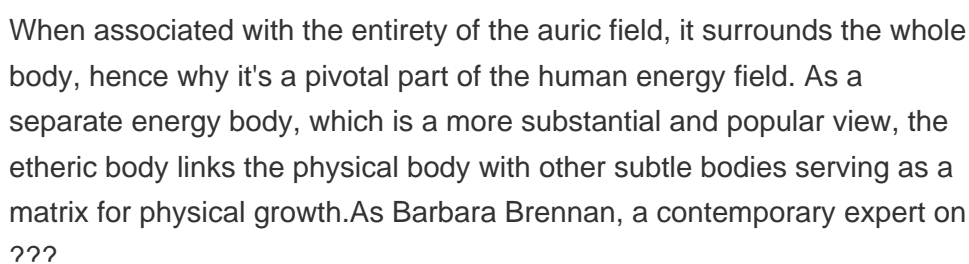 When associated with the entirety of the auric field, it surrounds the whole
body, hence why it's a pivotal part of the human energy field. As a
separate energy body, which is a more substantial and popular view, the
etheric body links the physical body with other subtle bodies serving as a
matrix for physical growth.As Barbara Brennan, a contemporary expert on
???